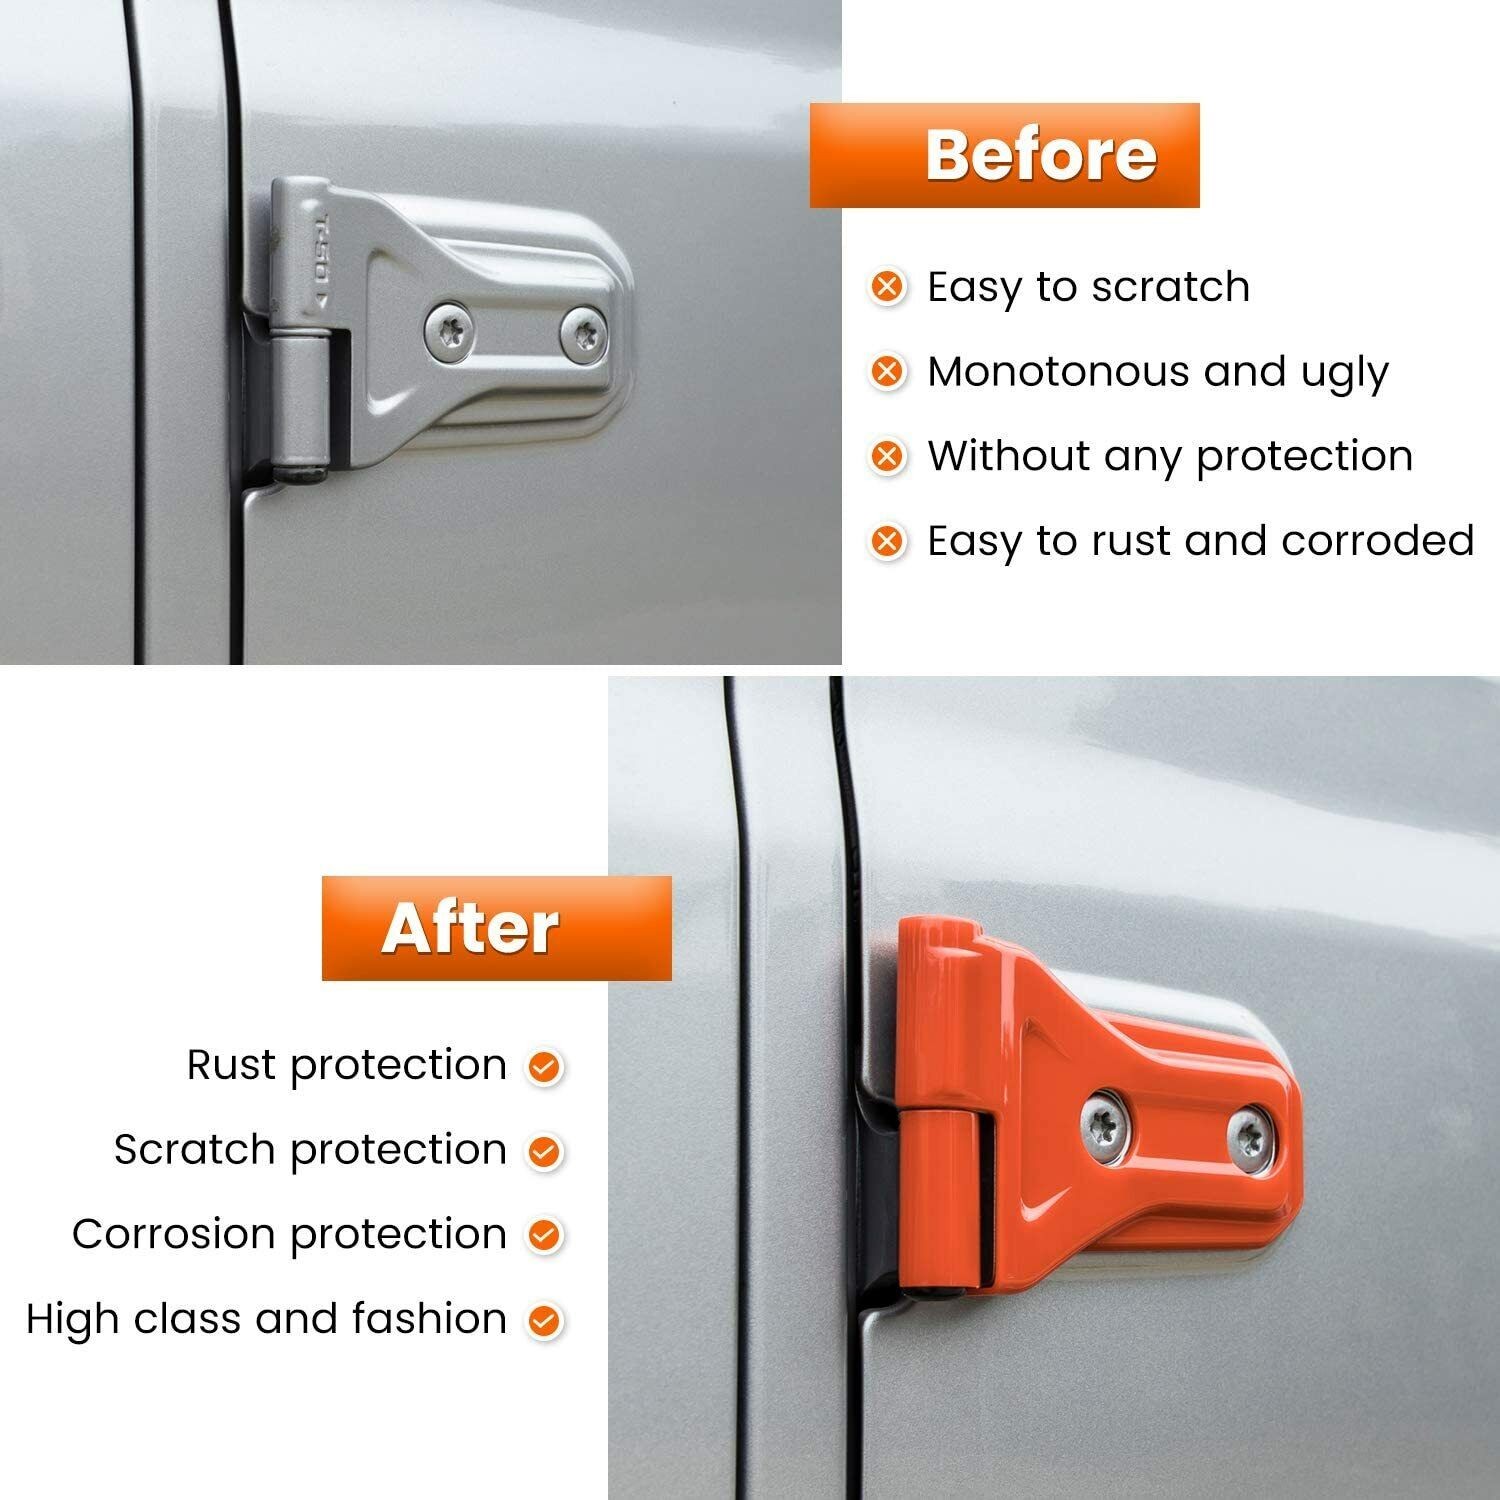 Before
Easy to scratch
Monotonous and ugly
Without any protection
Easy to rust and corroded
T-50
After
Rust protection
Scratch protection
Corrosion protection
High class and fashion